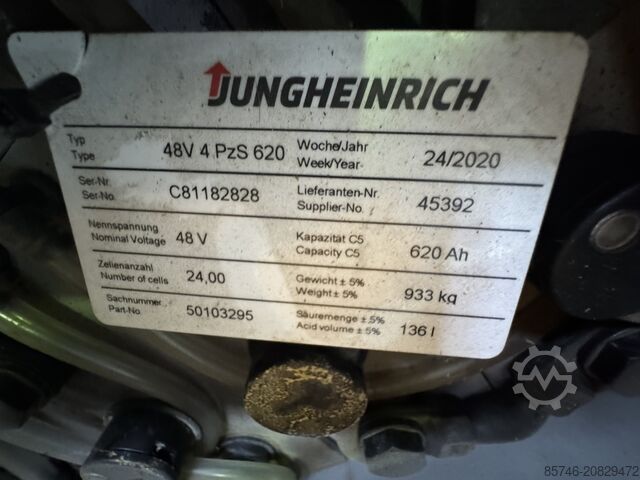 JUNGHEINRICH
Typ
Type 48V 4 PzS 620 Woche/Jahr
Week/Year 24/2020
Ser-Nr.
Ser-No. C81182828 Lieferanten-Nr.
Supplier-No. 45392
Nennspannung
Nominal Voltage 48 V Kapazität C5
Capacity C5 620 Ah
Zellenanzahl
Number of cells 24,00 Gewicht ± 5%
Weight ± 5% 933 kg
Sachnummer
Part-No 50103295 Säuremenge ± 5%
Acid volume ± 5% 136 l
85746-20829472